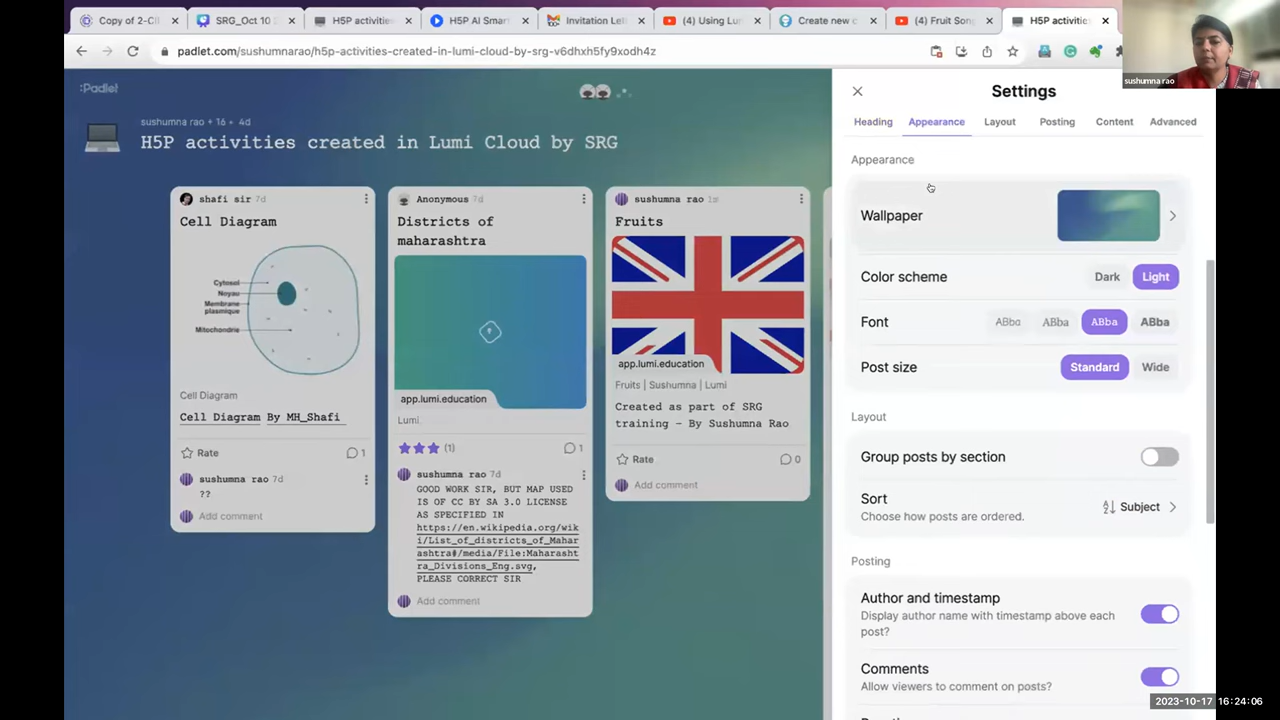 Copy of 2-CII
SRG_Oct 10
H5P activitie
H5P AI Smar
Invitation Let
(4) Using Lu
Create new c
(4) Fruit Song
H5P activitie
padlet.com/sushumnarao/h5p-activities-created-in-lumi-cloud-by-srg-v6dhxh5fy9xodh4z
sushumna rao
:Padlet
sushumna rao + 16 • 4d
H5P activities created in Lumi Cloud by SRG
shafi sir 7d
Cell Diagram
Cytosol
Noyau
Membrane
plasmique
Mitochondrie
Cell Diagram
Cell Diagram By MH_Shafi
Rate
1
sushumna rao 7d
??
Add comment
Anonymous 7d
Districts of
maharashtra
app.lumi.education
Lumi
(1)
1
sushumna rao 7d
GOOD WORK SIR, BUT MAP USED
IS OF CC BY SA 3.0 LICENSE
AS SPECIFIED IN
https://en.wikipedia.org/wik
i/List_of_districts_of_Mahar
ashtra#/media/File:Maharasht
ra_Divisions_Eng.svg,
PLEASE CORRECT SIR
Add comment
sushumna rao
Fruits
app.lumi.education
Fruits | Sushumna | Lumi
Created as part of SRG
training - By Sushumna Rao
Rate
0
Add comment
Settings
Heading
Appearance
Layout
Posting
Content
Advanced
Appearance
Wallpaper
Color scheme
Dark
Light
Font
ABba
ABba
ABba
ABba
Post size
Standard
Wide
Layout
Group posts by section
Sort
Choose how posts are ordered.
Subject
Posting
Author and timestamp
Display author name with timestamp above each
post?
Comments
Allow viewers to comment on posts?
2023-10-17 16:24:06